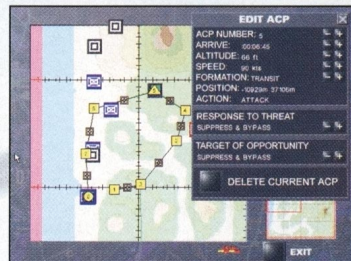 EDIT ACP
ACP NUMBER: 5
ARRIVE: 00:06:45
ALTITUDE: 66 ft
SPEED: 90 kts
FORMATION: TRANSIT
POSITION: -10929m 37106m
ACTION: ATTACK
RESPONSE TO THREAT
SUPPRESS & BYPASS
TARGET OF OPPORTUNITY
SUPPRESS & BYPASS
DELETE CURRENT ACP
EXIT